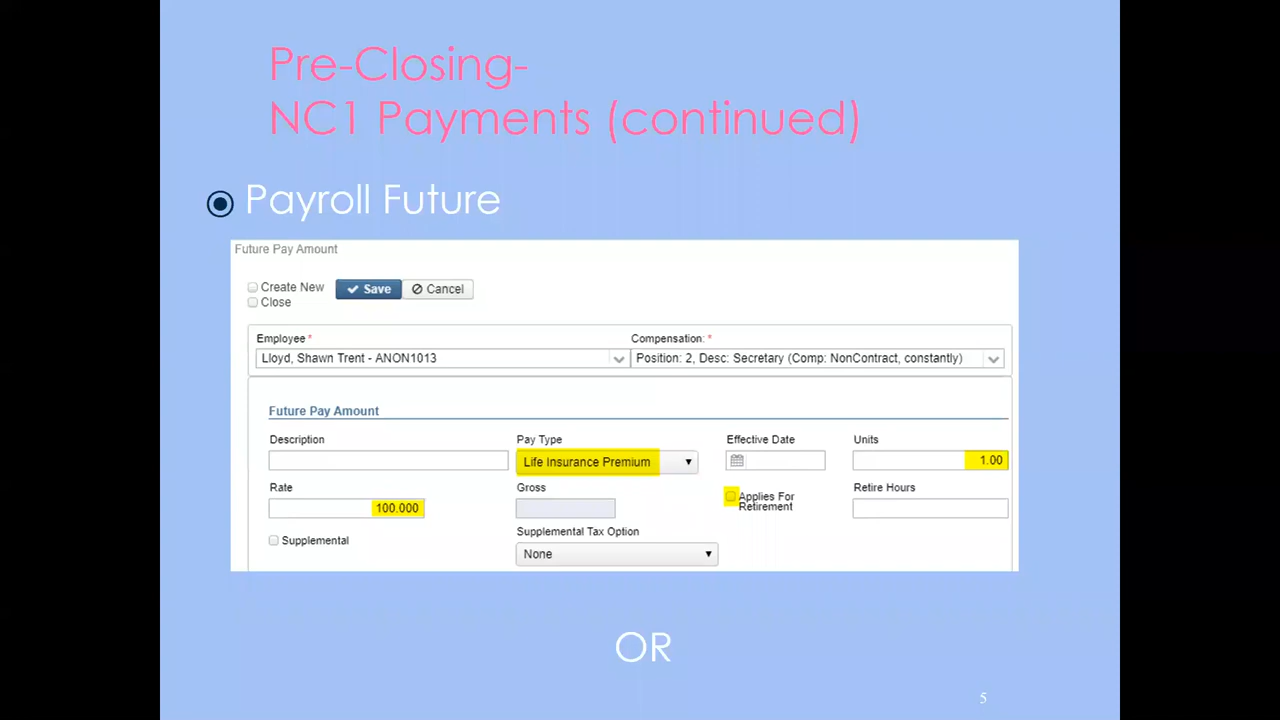 Pre-Closing-
NC1 Payments (continued)
Payroll Future
Future Pay Amount
Create New
Save
Cancel
Close
Employee *
Compensation: *
Lloyd, Shawn Trent - ANON1013
Position: 2, Desc: Secretary (Comp: NonContract, constantly)
Future Pay Amount
Description
Pay Type
Effective Date
Units
Life Insurance Premium
1.00
Rate
Gross
Applies For
Retirement
Retire Hours
100.000
Supplemental
Supplemental Tax Option
None
OR
5